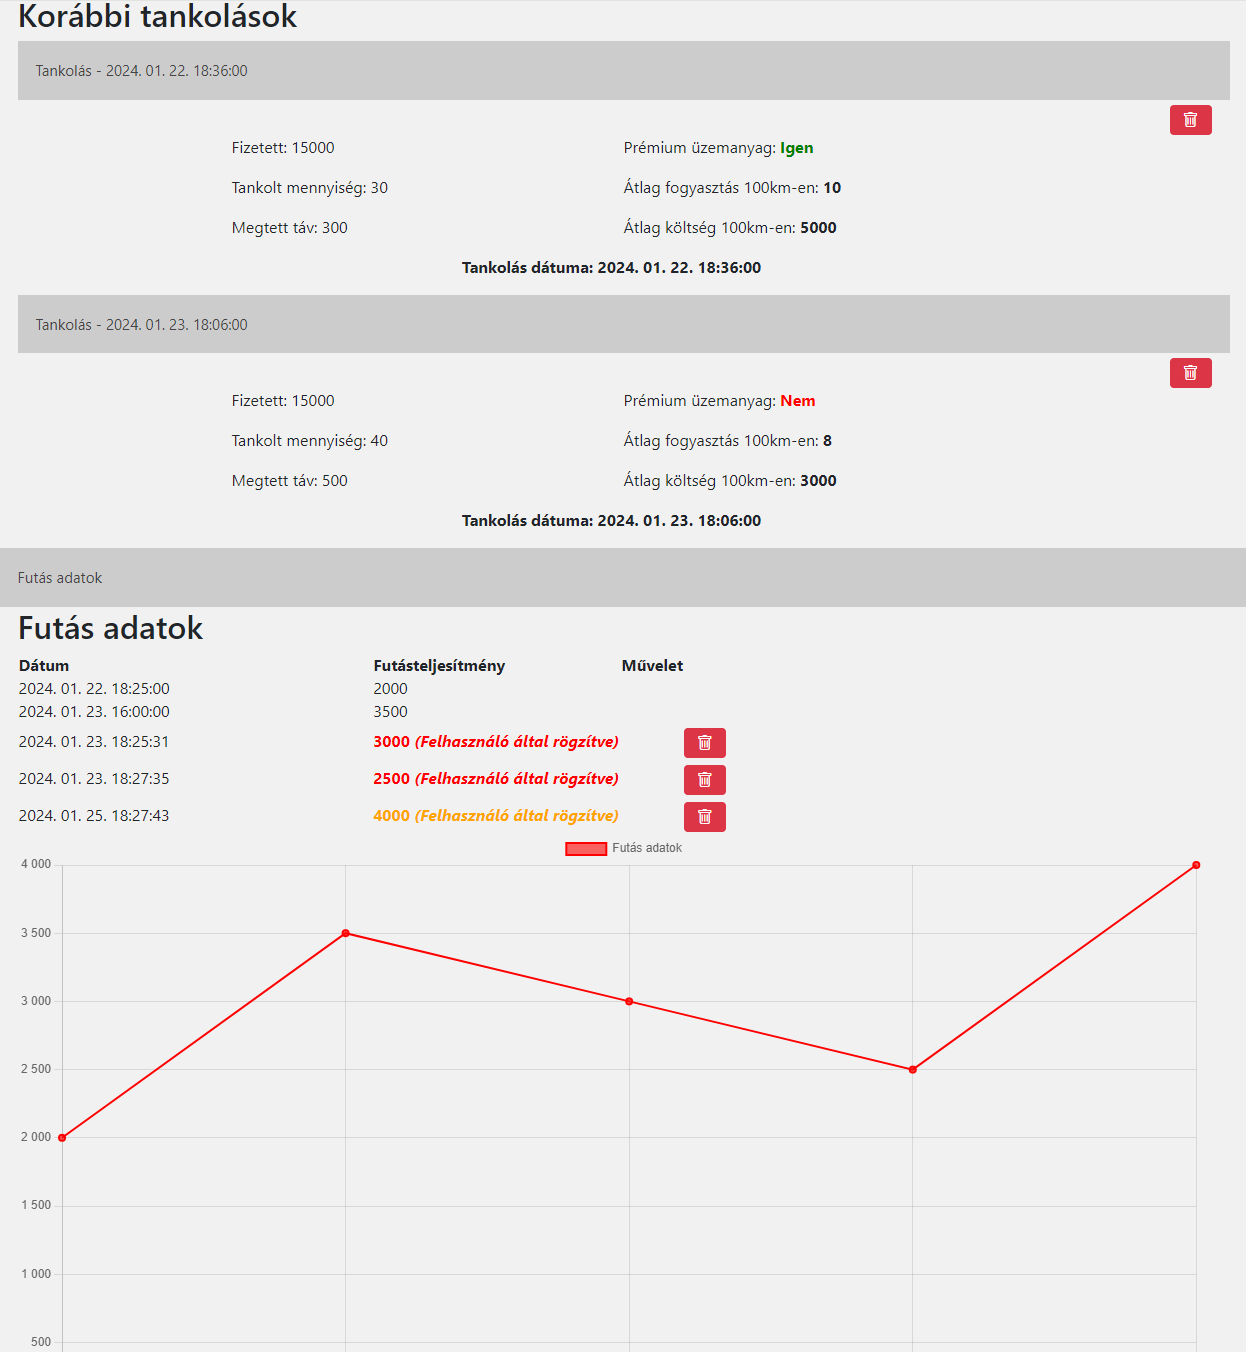 Korábbi tankolások
Tankolás - 2024. 01. 22. 18:36:00
Fizetett: 15000 Prémium üzemanyag: Igen
Tankolt mennyiség: 30 Átlag fogyasztás 100km-en: 10
Megtett táv: 300 Átlag költség 100km-en: 5000
Tankolás dátuma: 2024. 01. 22. 18:36:00
Tankolás - 2024. 01. 23. 18:06:00
Fizetett: 15000 Prémium üzemanyag: Nem
Tankolt mennyiség: 40 Átlag fogyasztás 100km-en: 8
Megtett táv: 500 Átlag költség 100km-en: 3000
Tankolás dátuma: 2024. 01. 23. 18:06:00
Futás adatok
Futás adatok
Dátum Futásteljesítmény Művelet
2024. 01. 22. 18:25:00 2000
2024. 01. 23. 16:00:00 3500
2024. 01. 23. 18:25:31 3000 (Felhasználó által rögzítve)
2024. 01. 23. 18:27:35 2500 (Felhasználó által rögzítve)
2024. 01. 25. 18:27:43 4000 (Felhasználó által rögzítve)
Futás adatok
4 000
3 500
3 000
2 500
2 000
1 500
1 000
500